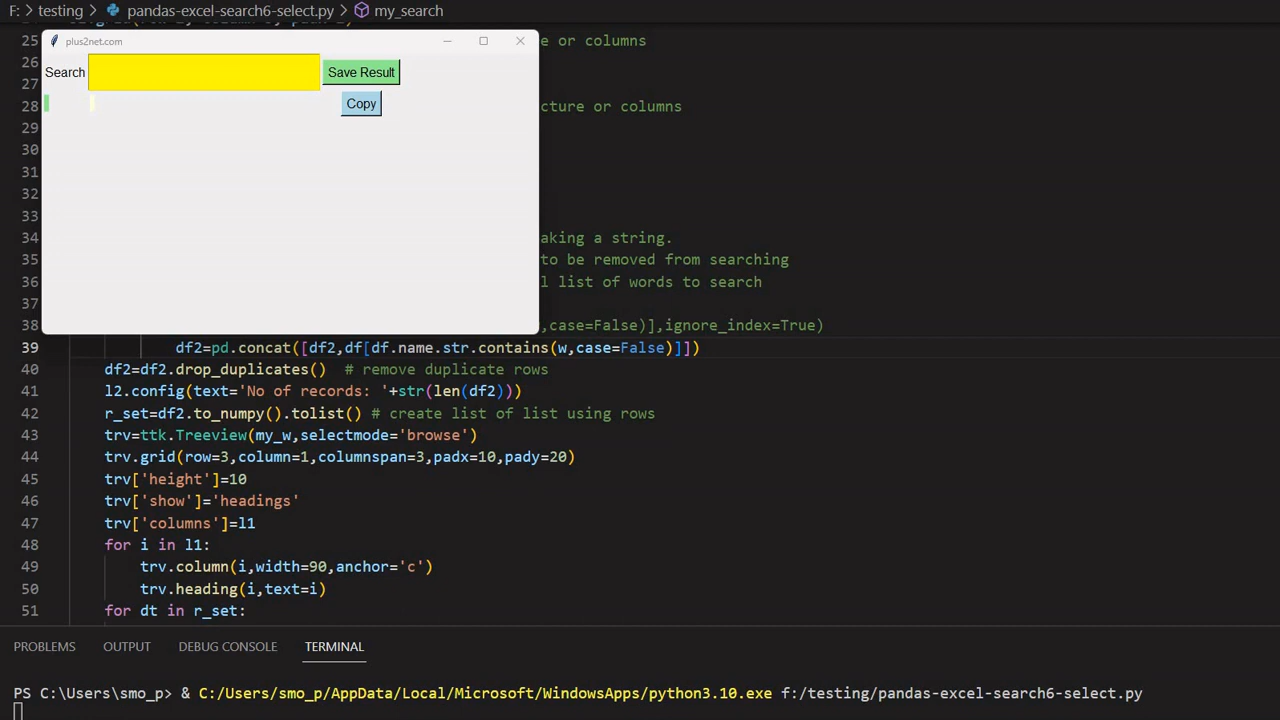 F: > testing > pandas-excel-search6-select.py > my_search
plus2net.com
Search
Save Result
Copy
25 e or columns
26
27
28 cture or columns
29
30
31
32
33
34 aking a string.
35 to be removed from searching
36 l list of words to search
37
38 ,case=False)],ignore_index=True)
39 df2=pd.concat([df2,df[df.name.str.contains(w,case=False)]])
40 df2=df2.drop_duplicates()  # remove duplicate rows
41 l2.config(text='No of records: '+str(len(df2)))
42 r_set=df2.to_numpy().tolist() # create list of list using rows
43 trv=ttk.Treeview(my_w,selectmode='browse')
44 trv.grid(row=3,column=1,columnspan=3,padx=10,pady=20)
45 trv['height']=10
46 trv['show']='headings'
47 trv['columns']=l1
48 for i in l1:
49 trv.column(i,width=90,anchor='c')
50 trv.heading(i,text=i)
51 for dt in r_set:
PROBLEMS OUTPUT DEBUG CONSOLE TERMINAL
PS C:\Users\smo_p> & C:/Users/smo_p/AppData/Local/Microsoft/WindowsApps/python3.10.exe f:/testing/pandas-excel-search6-select.py